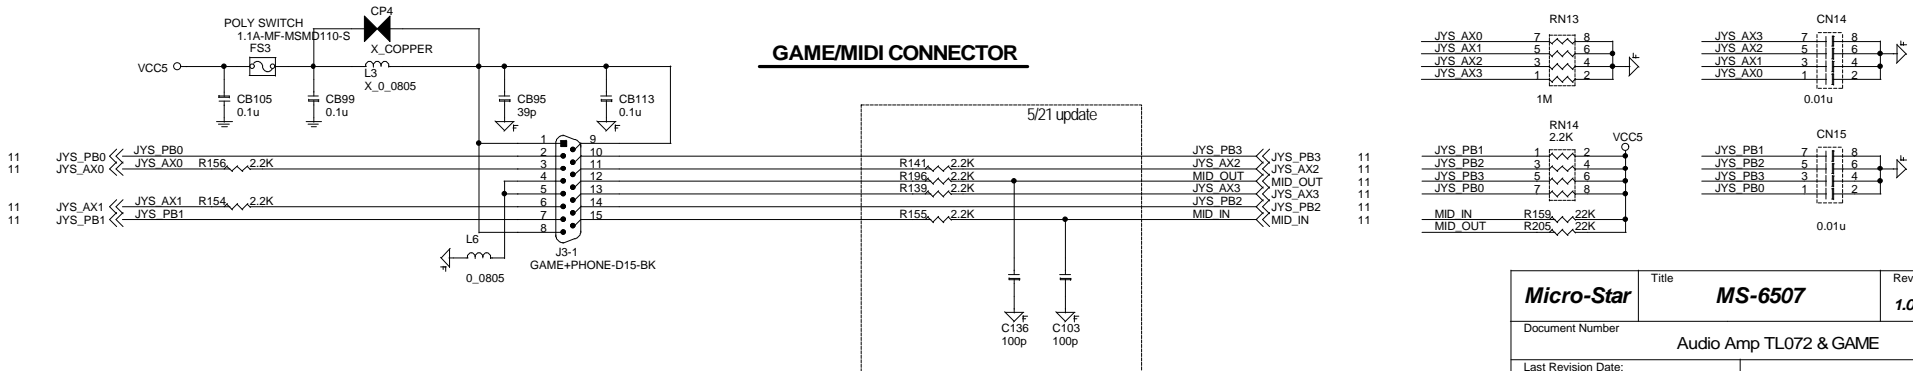 POLY SWITCH
1.1A-MF-MSMD110-S
FS3
CP4
X_COPPER
L3
X_0_0805
VCC5
CB105
0.1u
CB99
0.1u
CB95
39p
CB113
0.1u
F
F
GAME/MIDI CONNECTOR
5/21 update
11 JYS_PB0 JYS_PB0
11 JYS_AX0 JYS_AX0 R156 2.2K
11 JYS_AX1 JYS_AX1 R154 2.2K
11 JYS_PB1 JYS_PB1
1 9
2 10
3 11
4 12
5 13
6 14
7 15
8
J3-1
GAME+PHONE-D15-BK
L6
0_0805
F
JYS_PB3 JYS_PB3 11
R141 2.2K JYS_AX2 JYS_AX2 11
R196 2.2K MID_OUT MID_OUT 11
R139 2.2K JYS_AX3 JYS_AX3 11
JYS_PB2 JYS_PB2 11
R155 2.2K MID_IN MID_IN 11
F F
C136 C103
100p 100p
RN13
JYS_AX0 7 8
JYS_AX1 5 6
JYS_AX2 3 4
JYS_AX3 1 2
F
1M
CN14
JYS_AX3 7 8
JYS_AX2 5 6
JYS_AX1 3 4
JYS_AX0 1 2
F
0.01u
RN14
2.2K
VCC5
JYS_PB1 1 2
JYS_PB2 3 4
JYS_PB3 5 6
JYS_PB0 7 8
MID_IN R159 22K
MID_OUT R205 22K
CN15
JYS_PB1 7 8
JYS_PB2 5 6
JYS_PB3 3 4
JYS_PB0 1 2
F
0.01u
Micro-Star
Title
MS-6507
Rev
1.0
Document Number
Audio Amp TL072 & GAME
Last Revision Date: